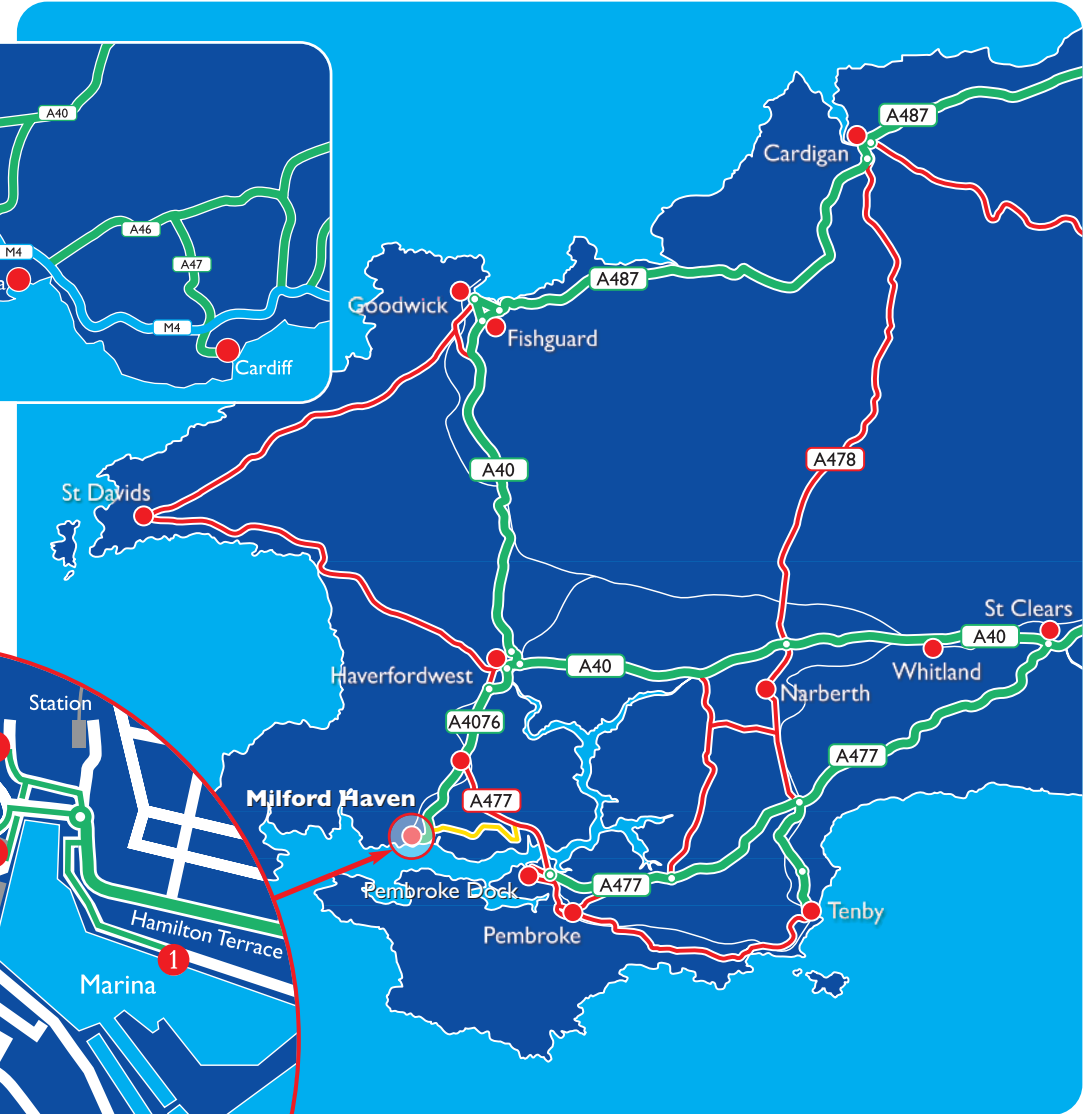 A40
A46
M4
A47
a
M4
Cardiff
A487
Cardigan
A487
Goodwick
Fishguard
A40
A478
St Davids
St Clears
A40
A40
Whitland
Haverfordwest
Narberth
A4076
A477
Milford Haven
A477
Pembroke Dock
A477
Tenby
Pembroke
Station
Hamilton Terrace
1
Marina